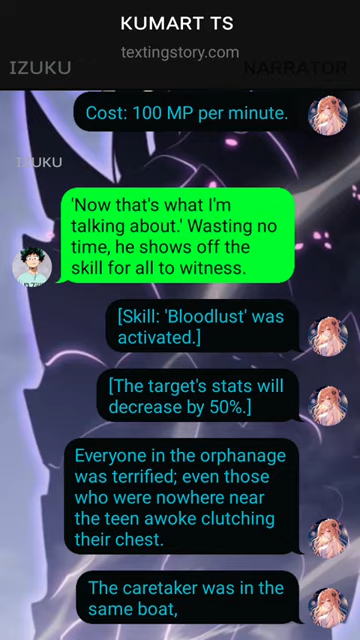 KUMART TS
textingstory.com
IZUKU
NARRATOR
Cost: 100 MP per minute.
IZUKU
'Now that's what I'm
talking about.' Wasting no
time, he shows off the
skill for all to witness.
[Skill: 'Bloodlust' was
activated.]
[The target's stats will
decrease by 50%.]
Everyone in the orphanage
was terrified; even those
who were nowhere near
the teen awoke clutching
their chest.
The caretaker was in the
same boat,